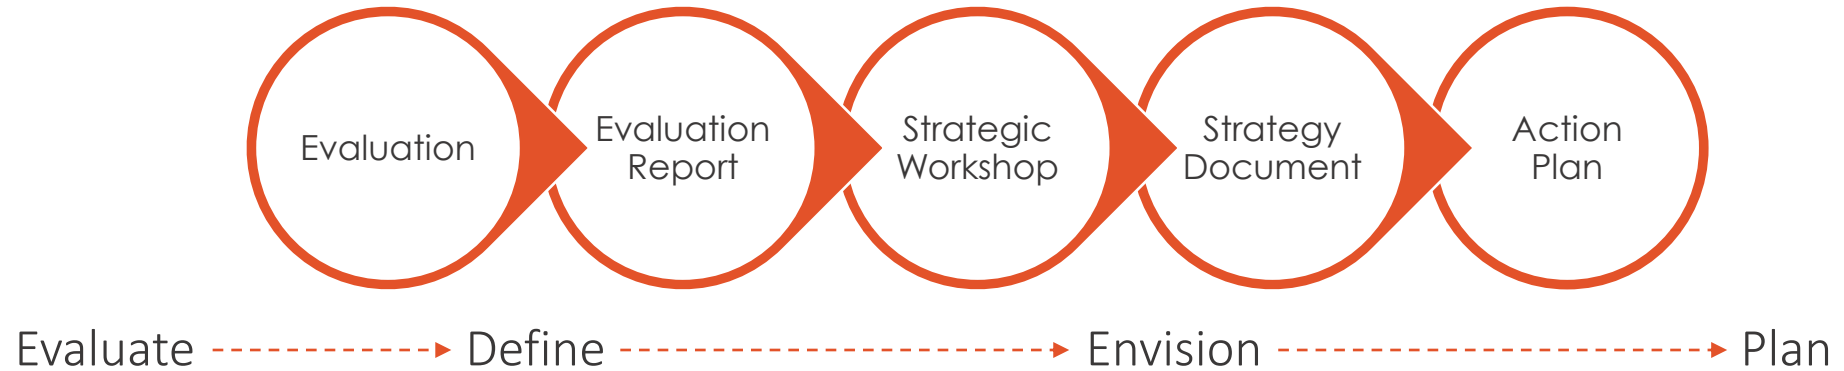 Evaluation
Evaluation
Report
Strategic
Workshop
Strategy
Document
Action
Plan
Evaluate
Define
Envision
Plan